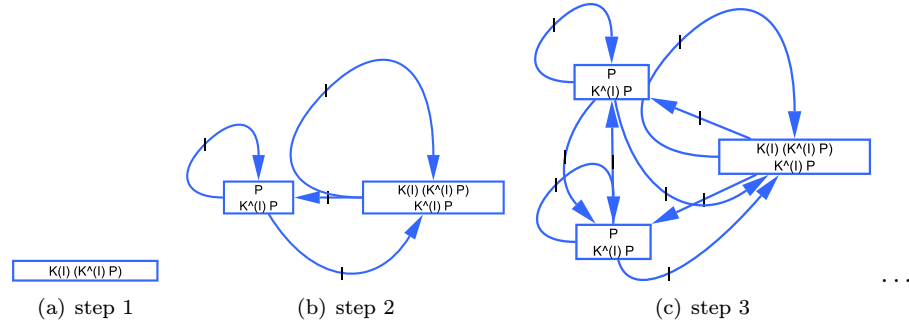 K(I) (K^(I) P)
(a) step 1
I
I
P
K^(I) P
I
K(I) (K^(I) P)
K^(I) P
I
(b) step 2
I
I
P
K^(I) P
I
K(I) (K^(I) P)
K^(I) P
I
I
I
I
I
P
K^(I) P
I
(c) step 3
...